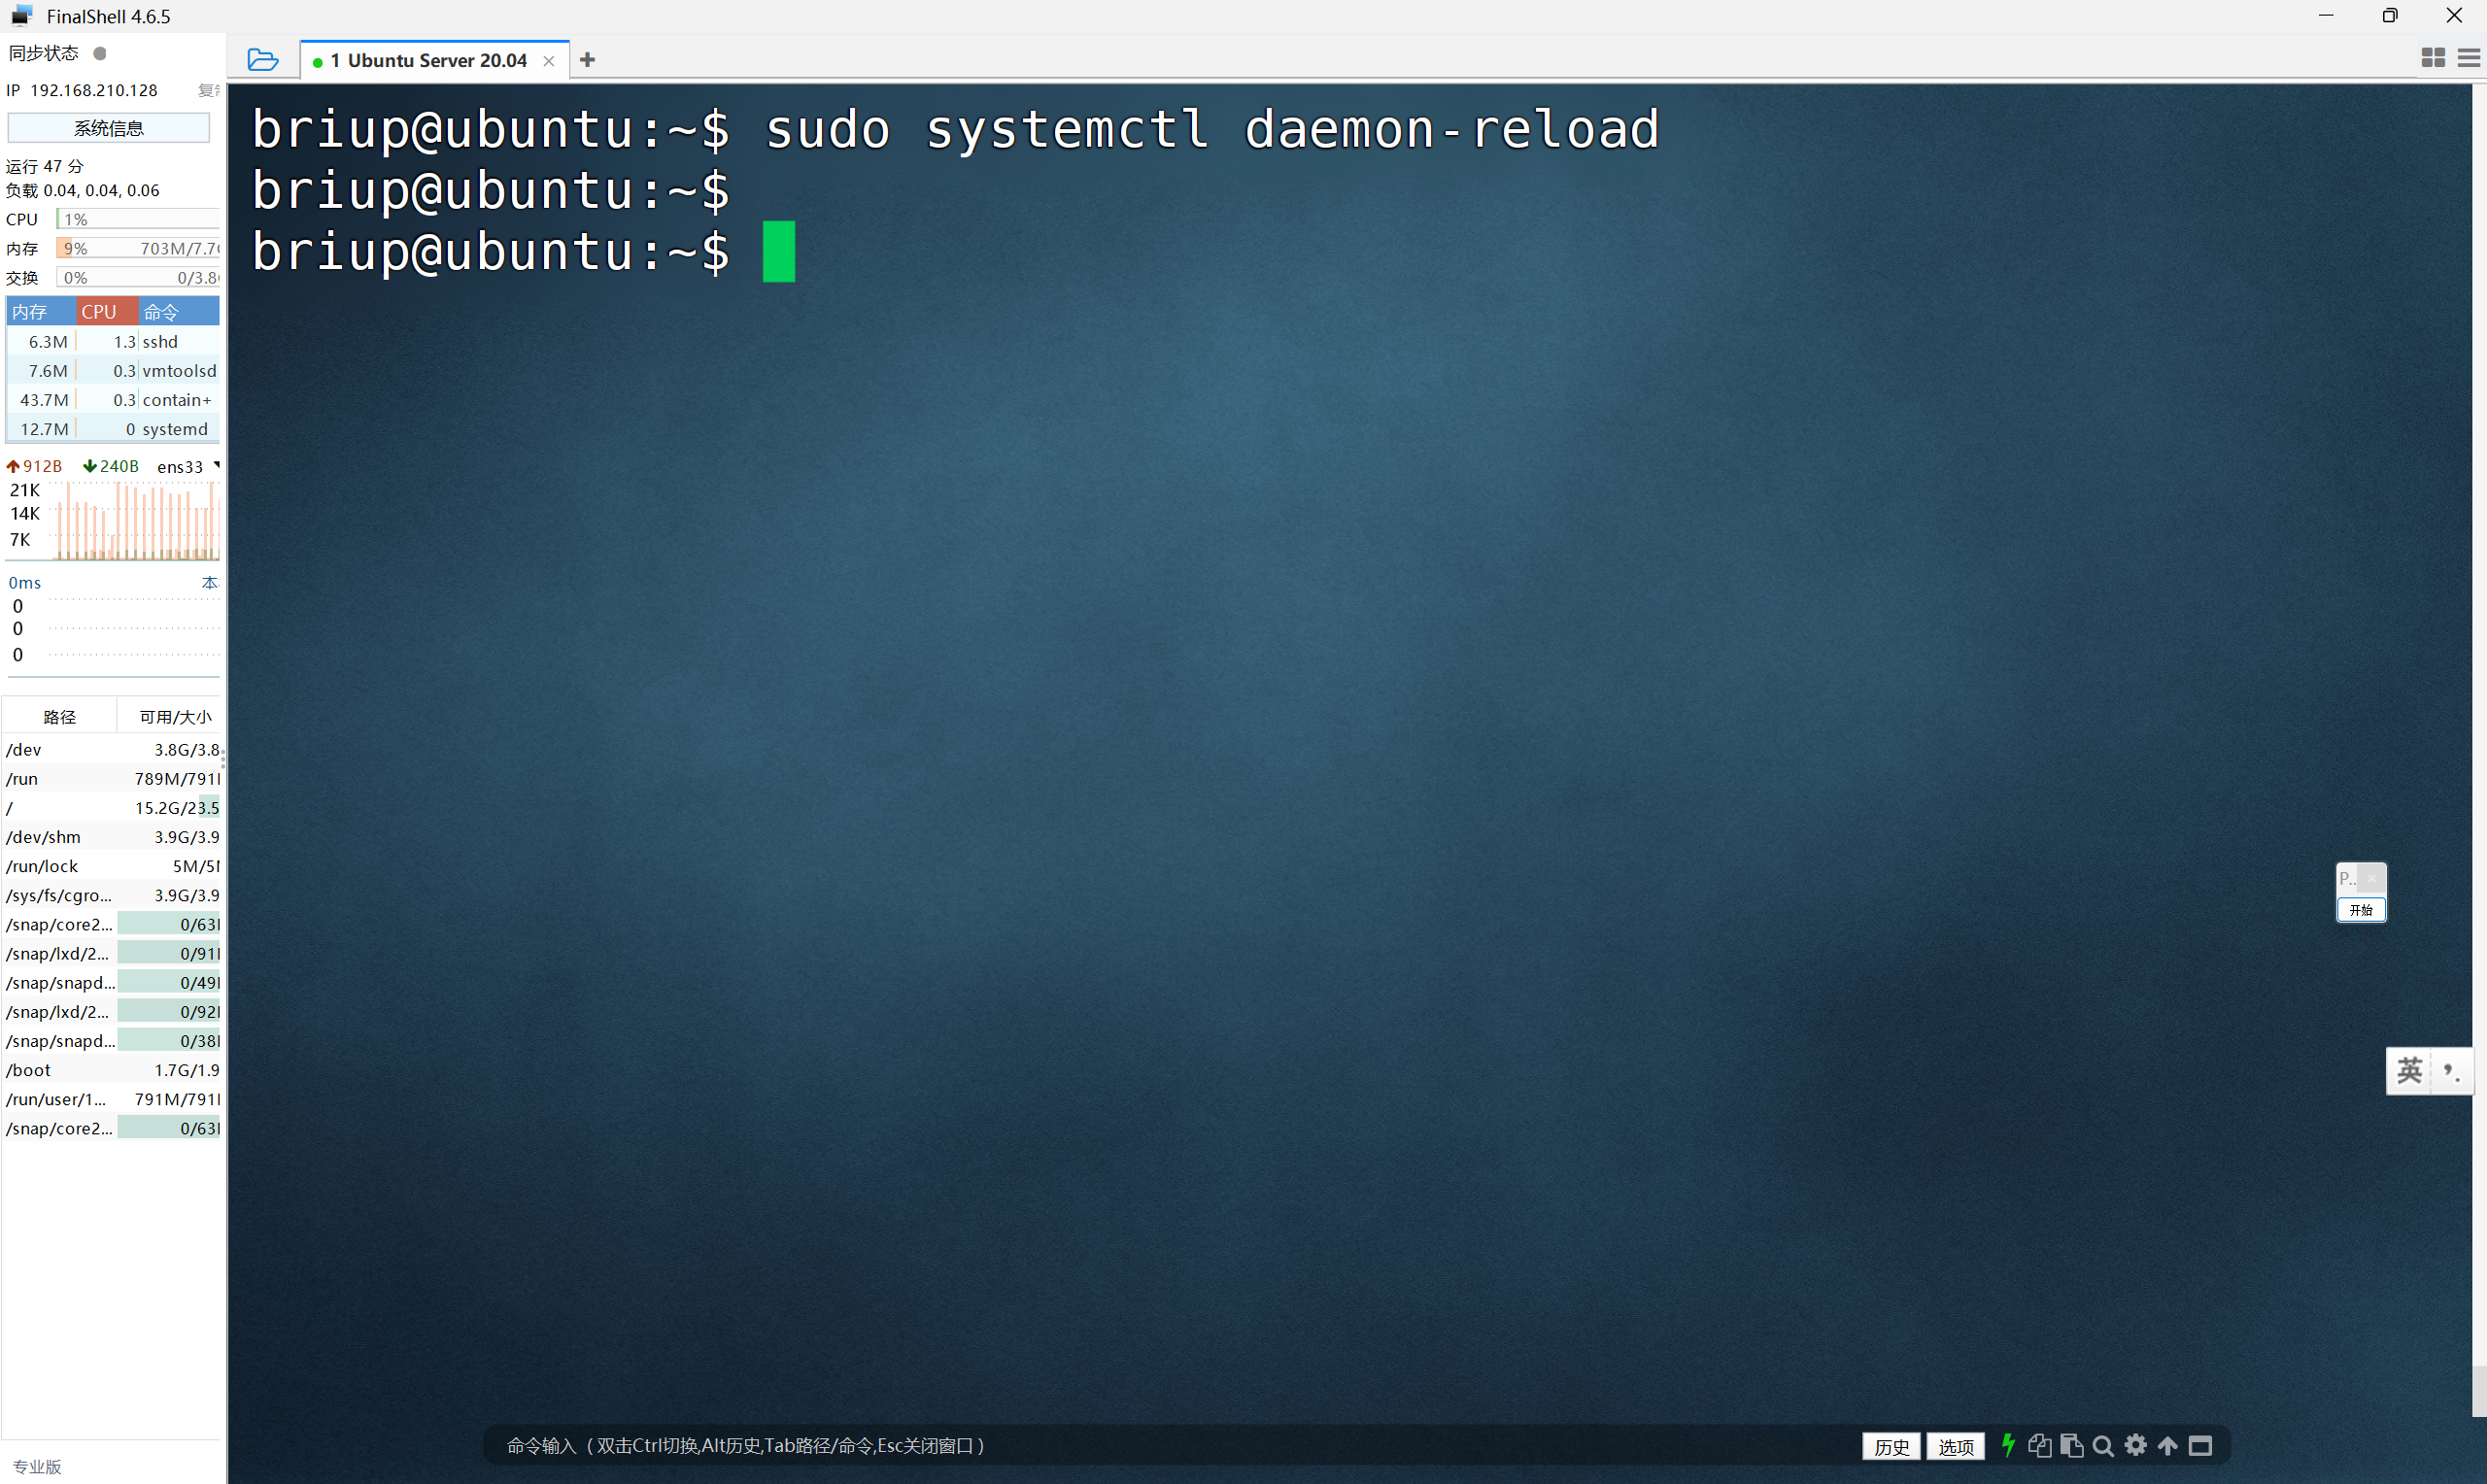 FinalShell 4.6.5
同步状态
IP 192.168.210.128
系统信息
运行 47 分
负载 0.04, 0.04, 0.06
CPU 1%
内存 9% 703M/7.7
交换 0% 0/3.8
内存 CPU 命令
6.3M 1.3 sshd
7.6M 0.3 vmtoolsd
43.7M 0.3 contain+
12.7M 0 systemd
912B 240B ens33
21K
14K
7K
0ms 本
0
0
0
路径 可用/大小
/dev 3.8G/3.8
/run 789M/791
/ 15.2G/23.5
/dev/shm 3.9G/3.9
/run/lock 5M/5
/sys/fs/cgro... 3.9G/3.9
/snap/core2... 0/63
/snap/lxd/2... 0/91
/snap/snapd... 0/49
/snap/lxd/2... 0/92
/snap/snapd... 0/38
/boot 1.7G/1.9
/run/user/1... 791M/791
/snap/core2... 0/63
专业版
1 Ubuntu Server 20.04
briup@ubuntu:~$ sudo systemctl daemon-reload
briup@ubuntu:~$
briup@ubuntu:~$
P..
开始
英 ，.
命令输入 ( 双击Ctrl切换,Alt历史,Tab路径/命令,Esc关闭窗口 )
历史 选项